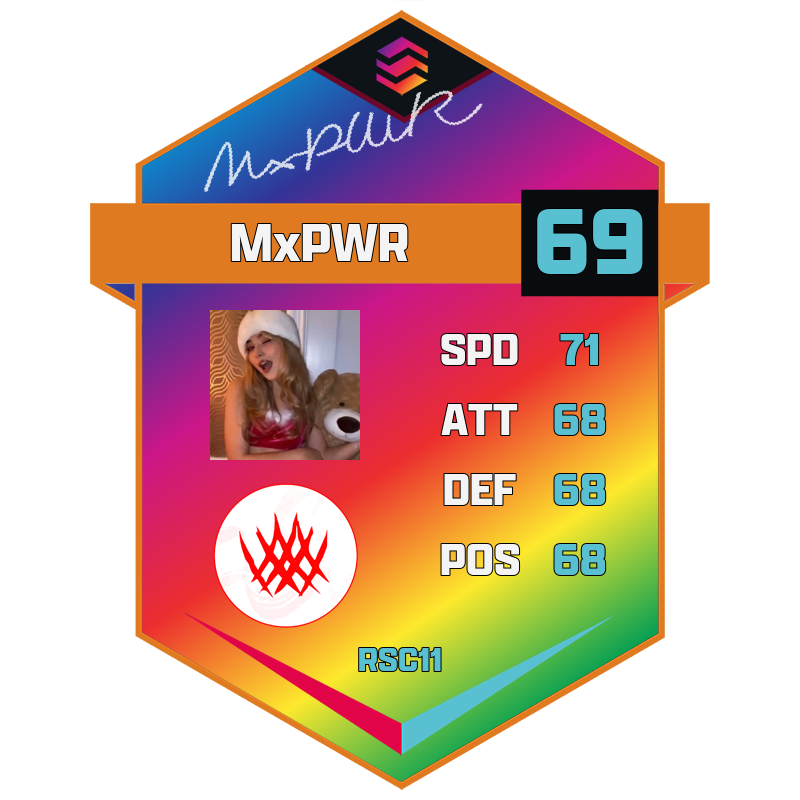 MxPWR
MxPWR 69
SPD 71
ATT 68
DEF 68
POS 68
RSC11